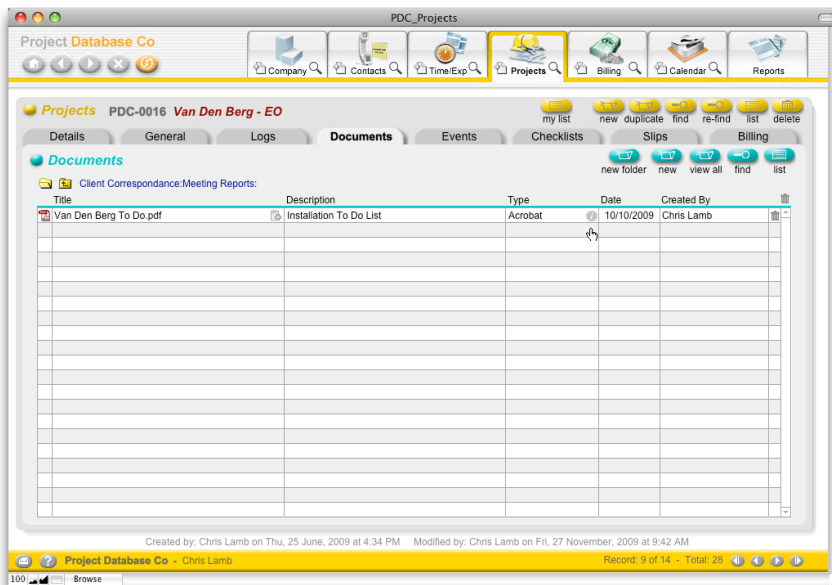 PDC_Projects
Project Database Co
Company
Contacts
Time/Exp
Projects
Billing
Calendar
Reports
Projects PDC-0016 Van Den Berg - EO
my list new duplicate find re-find list delete
Details General Logs Documents Events Checklists Slips Billing
Documents
new folder new view all find list
Client Correspondance:Meeting Reports:
Title Description Type Date Created By
Van Den Berg To Do.pdf Installation To Do List Acrobat 10/10/2009 Chris Lamb
Created by: Chris Lamb on Thu, 25 June, 2009 at 4:34 PM Modified by: Chris Lamb on Fri, 27 November, 2009 at 9:42 AM
Project Database Co - Chris Lamb Record: 9 of 14 - Total: 28
100 Browse